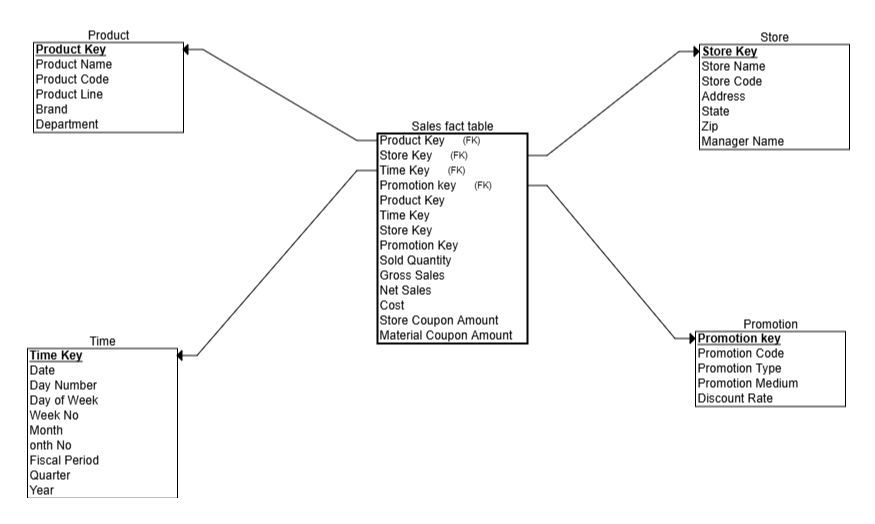 Product
Product Key
Product Name
Product Code
Product Line
Brand
Department
Store
Store Key
Store Name
Store Code
Address
State
Zip
Manager Name
Sales fact table
Product Key (FK)
Store Key (FK)
Time Key (FK)
Promotion key (FK)
Product Key
Time Key
Store Key
Promotion Key
Sold Quantity
Gross Sales
Net Sales
Cost
Store Coupon Amount
Material Coupon Amount
Time
Time Key
Date
Day Number
Day of Week
Week No
Month
onth No
Fiscal Period
Quarter
Year
Promotion
Promotion key
Promotion Code
Promotion Type
Promotion Medium
Discount Rate